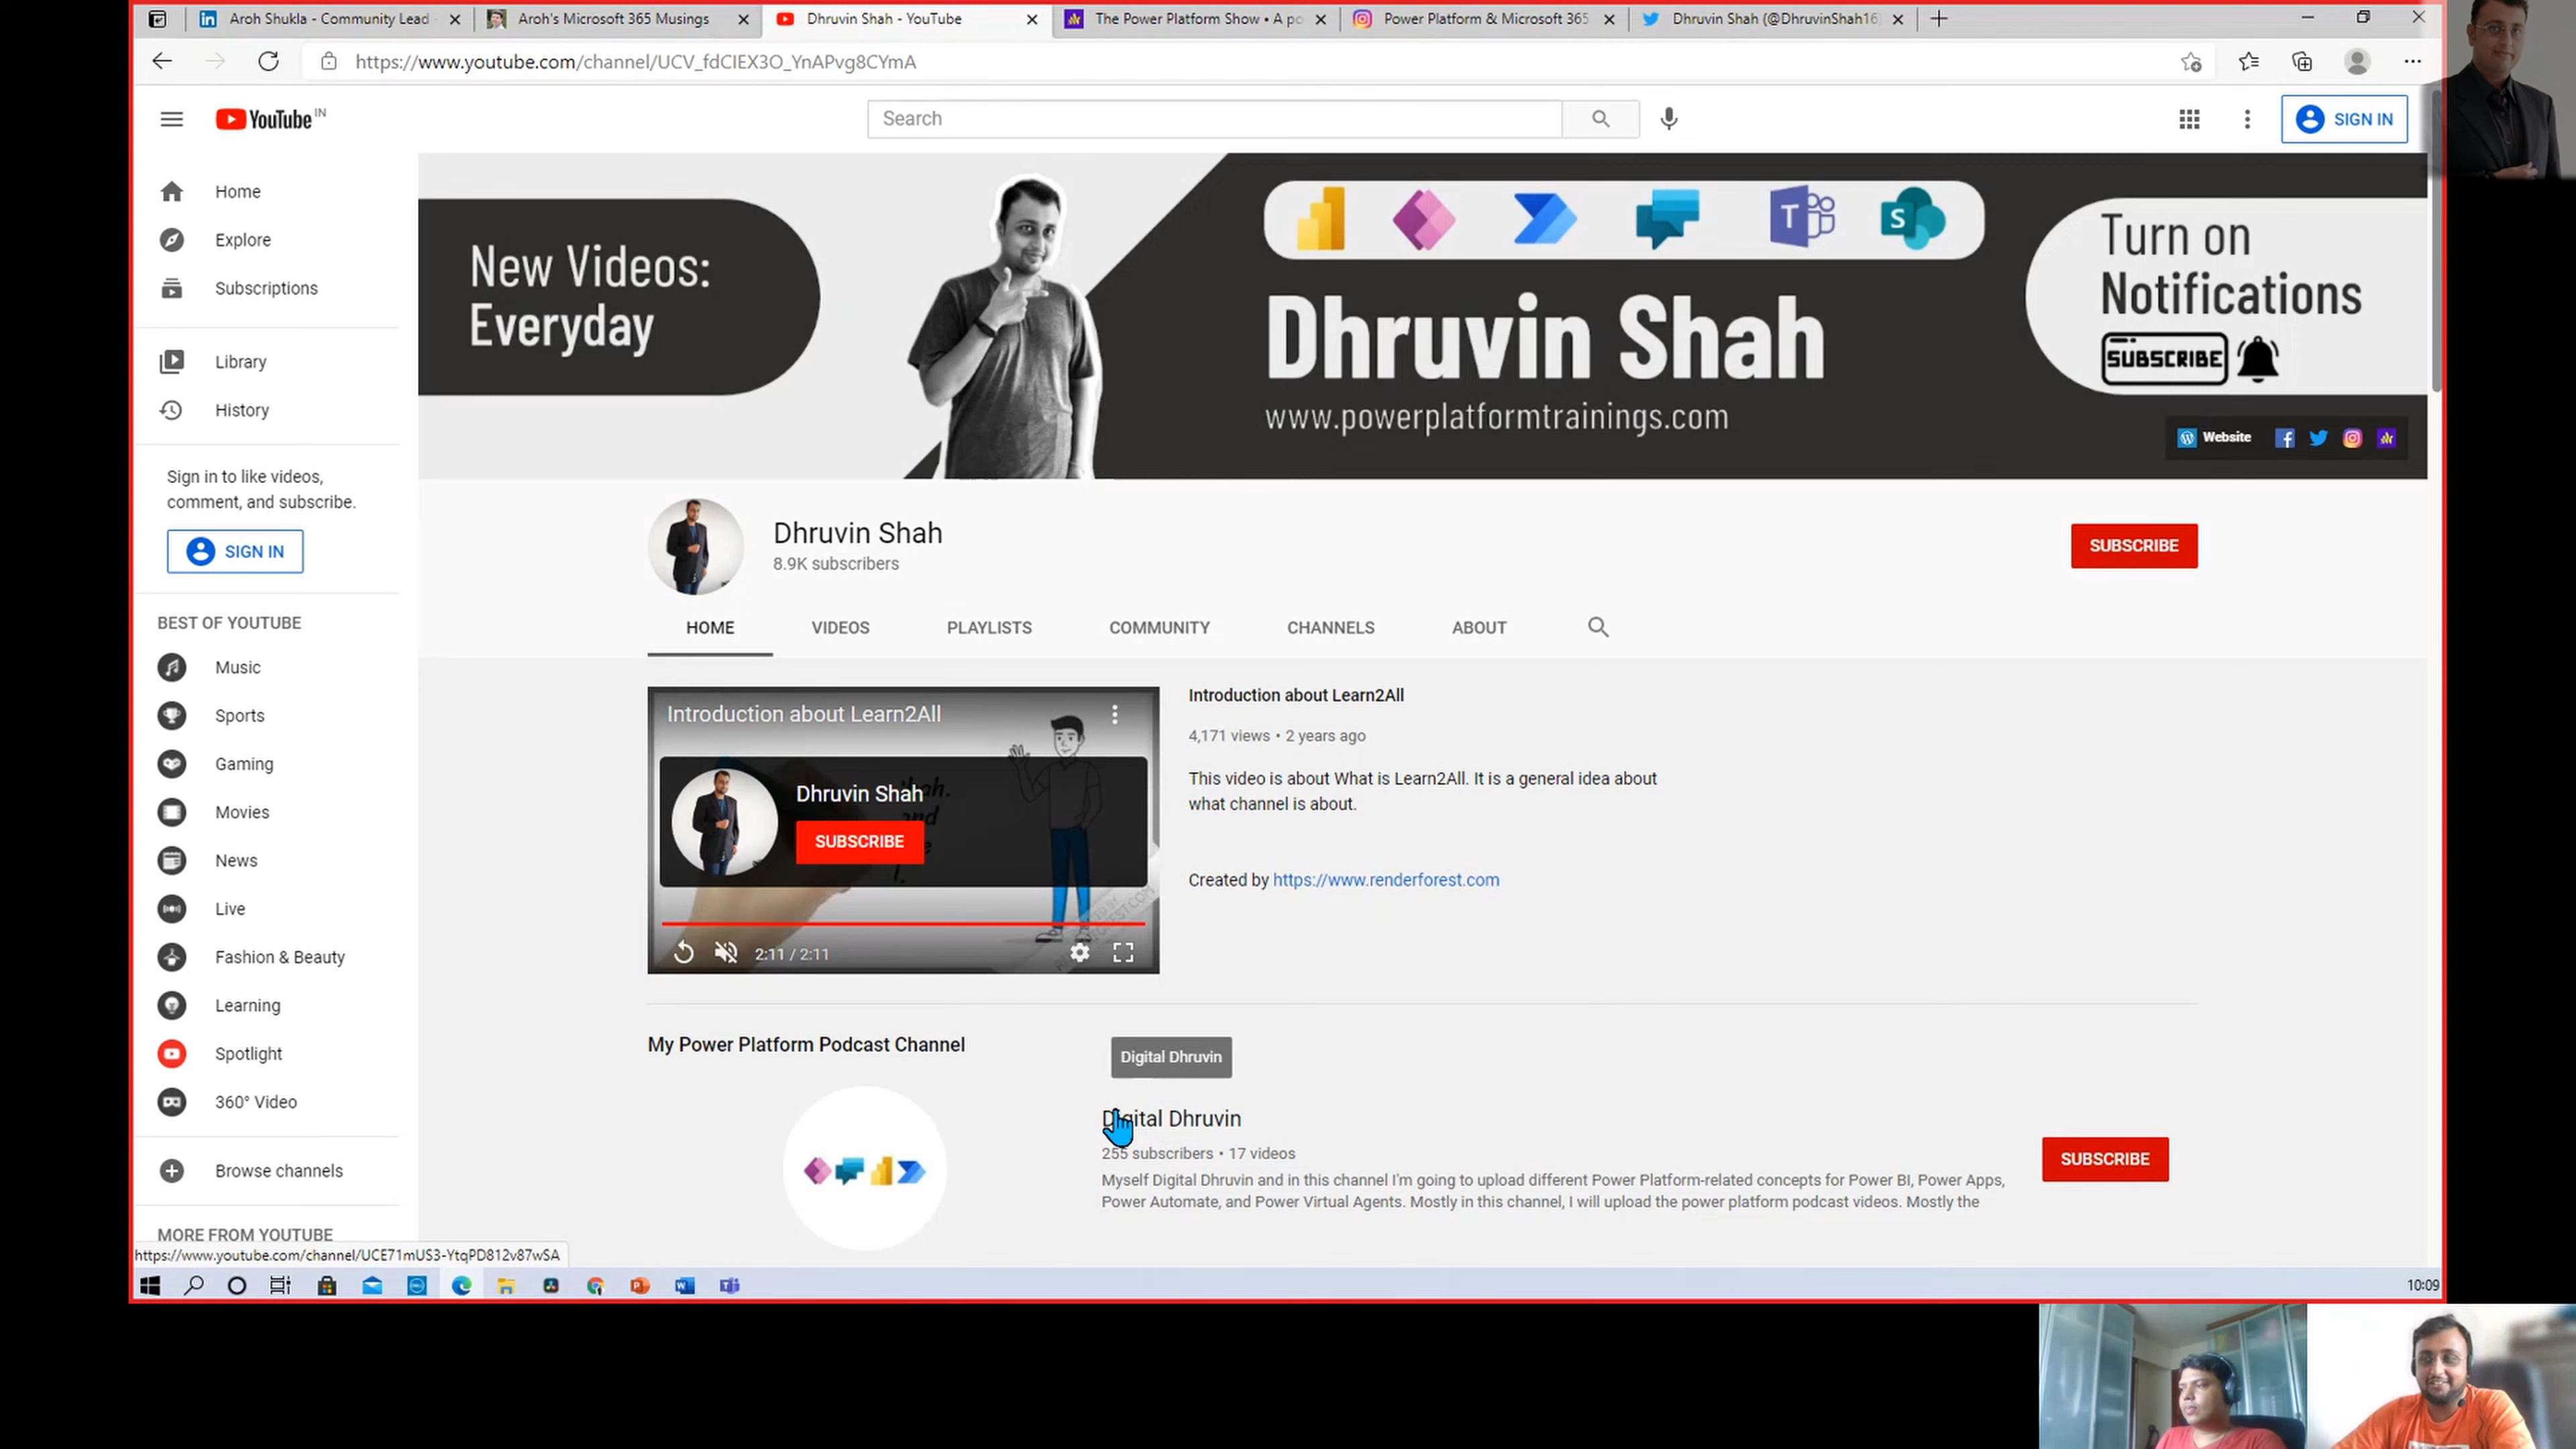 Aroh Shukla - Community Lead -
Aroh's Microsoft 365 Musings
Dhruvin Shah - YouTube
The Power Platform Show • A po
Power Platform & Microsoft 365
Dhruvin Shah (@DhruvinShah16)
https://www.youtube.com/channel/UCV_fdCIEX3O_YnAPvg8CYmA
YouTube IN
Search
SIGN IN
Home
Explore
Subscriptions
Library
History
Sign in to like videos,
comment, and subscribe.
SIGN IN
BEST OF YOUTUBE
Music
Sports
Gaming
Movies
News
Live
Fashion & Beauty
Learning
Spotlight
360° Video
Browse channels
MORE FROM YOUTUBE
https://www.youtube.com/channel/UCE71mUS3-YtqPD812v87wSA
New Videos:
Everyday
Dhruvin Shah
www.powerplatformtrainings.com
Turn on
Notifications
SUBSCRIBE
Website
Dhruvin Shah
8.9K subscribers
SUBSCRIBE
HOME
VIDEOS
PLAYLISTS
COMMUNITY
CHANNELS
ABOUT
Introduction about Learn2All
Dhruvin Shah
SUBSCRIBE
2:11 / 2:11
Introduction about Learn2All
4,171 views • 2 years ago
This video is about What is Learn2All. It is a general idea about
what channel is about.
Created by https://www.renderforest.com
My Power Platform Podcast Channel
Digital Dhruvin
Digital Dhruvin
255 subscribers • 17 videos
Myself Digital Dhruvin and in this channel I'm going to upload different Power Platform-related concepts for Power BI, Power Apps,
Power Automate, and Power Virtual Agents. Mostly in this channel, I will upload the power platform podcast videos. Mostly the
SUBSCRIBE
10:09